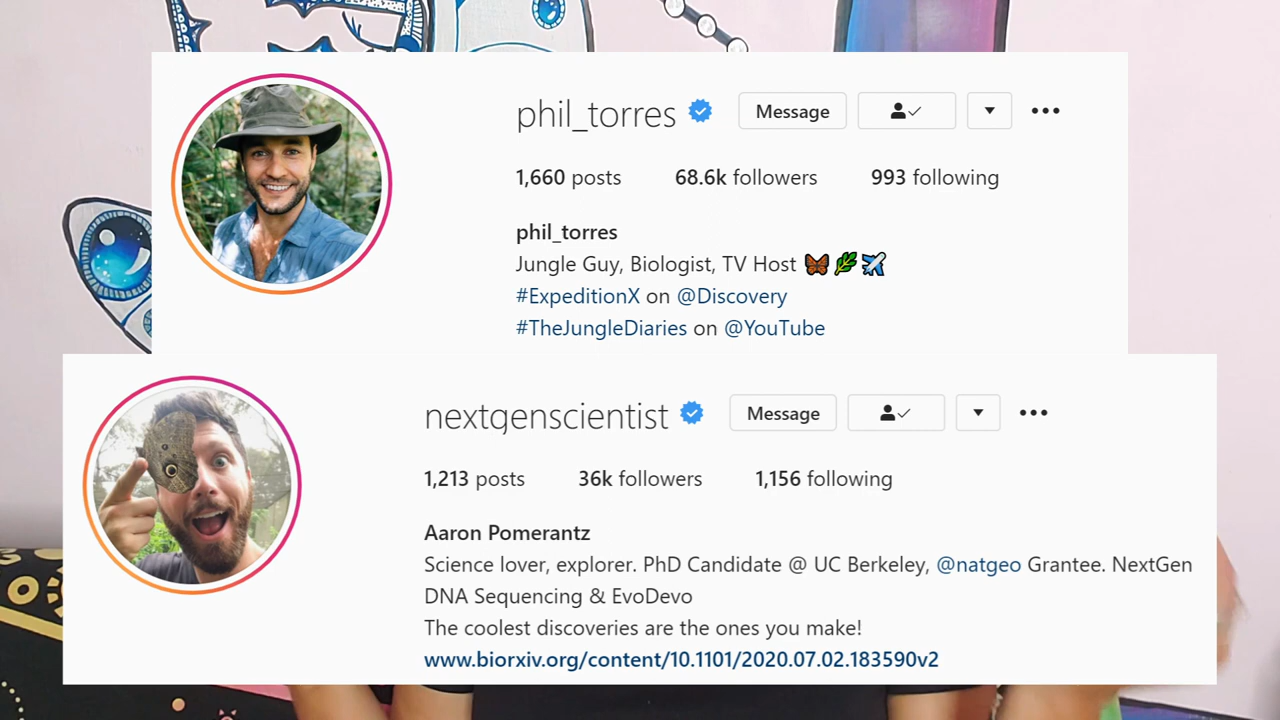 phil_torres Message
1,660 posts 68.6k followers 993 following
phil_torres
Jungle Guy, Biologist, TV Host 🦋🌿✈️
#ExpeditionX on @Discovery
#TheJungleDiaries on @YouTube
nextgenscientist Message
1,213 posts 36k followers 1,156 following
Aaron Pomerantz
Science lover, explorer. PhD Candidate @ UC Berkeley, @natgeo Grantee. NextGen
DNA Sequencing & EvoDevo
The coolest discoveries are the ones you make!
www.biorxiv.org/content/10.1101/2020.07.02.183590v2